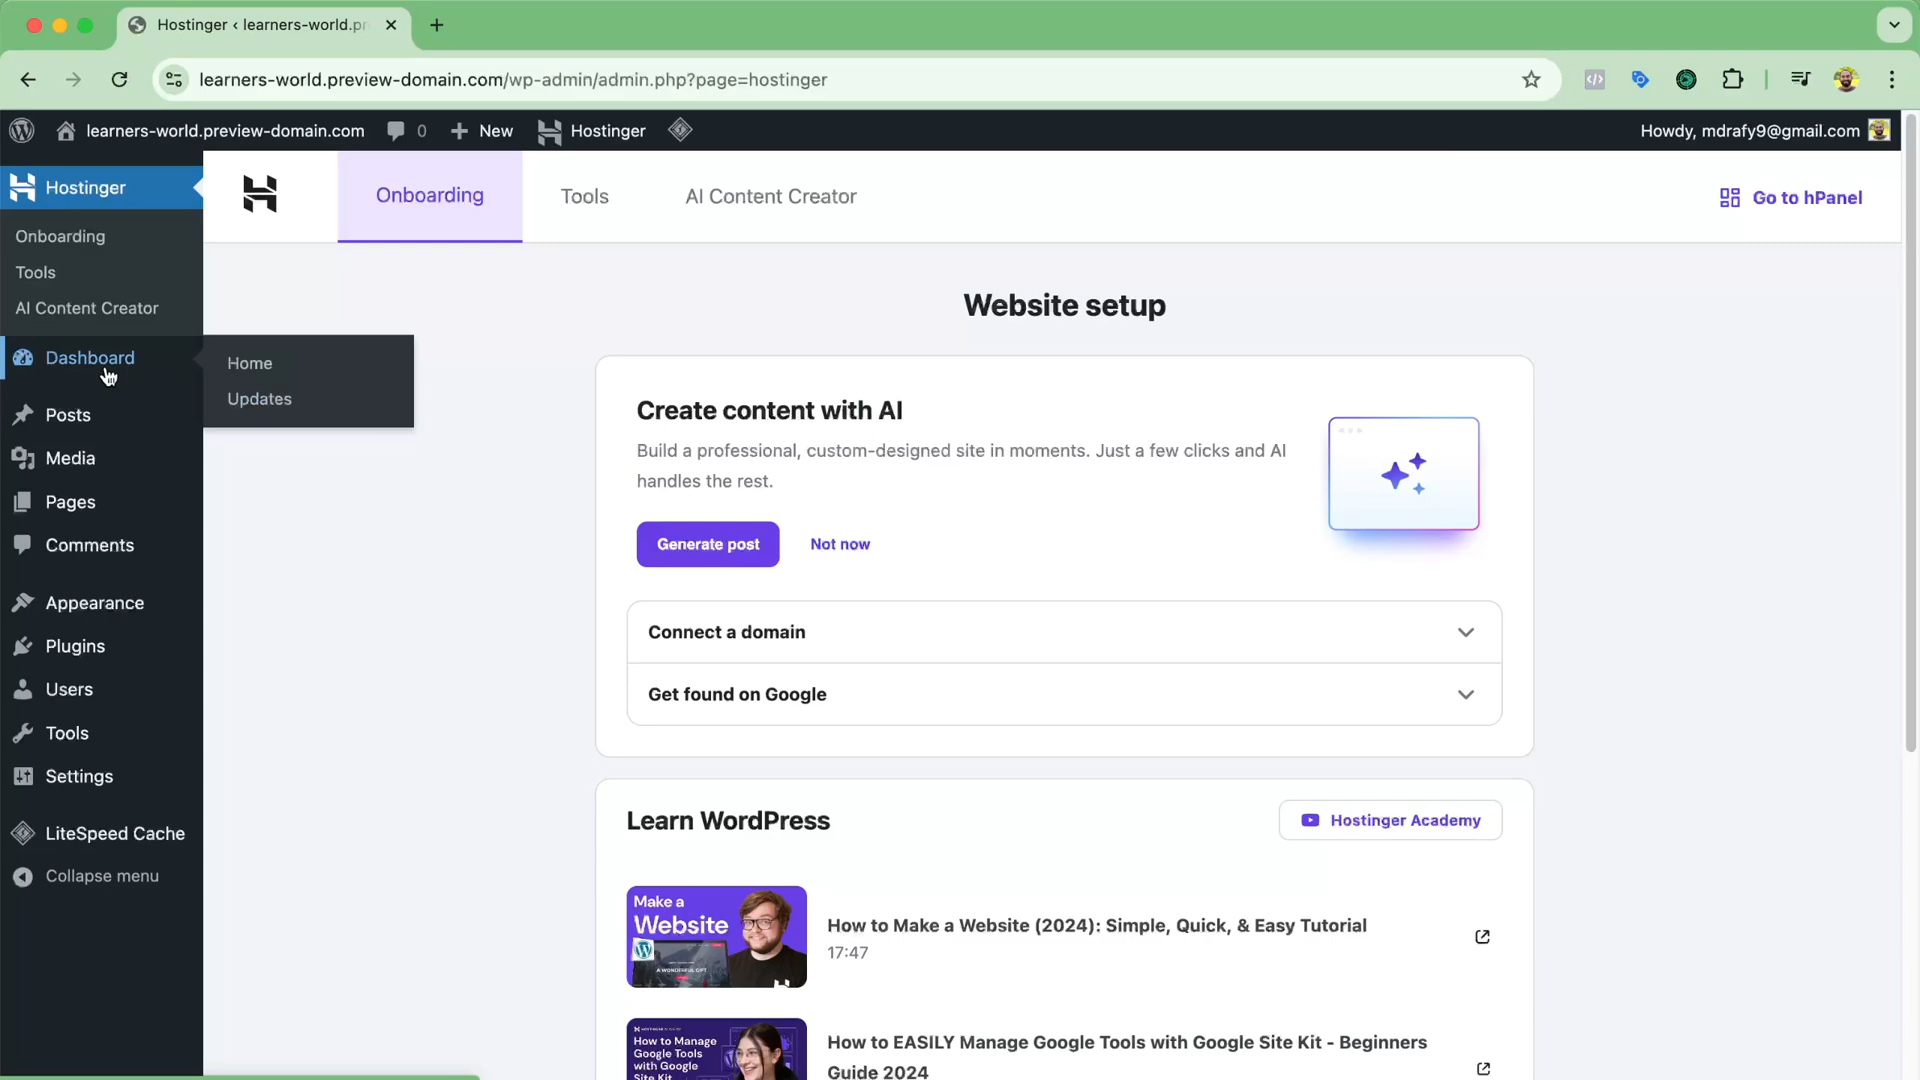 Hostinger ‹ learners-world.pr
learners-world.preview-domain.com/wp-admin/admin.php?page=hostinger
learners-world.preview-domain.com 0 New Hostinger Howdy, mdrafy9@gmail.com
Hostinger
Onboarding
Tools
AI Content Creator
Dashboard
Home
Updates
Posts
Media
Pages
Comments
Appearance
Plugins
Users
Tools
Settings
LiteSpeed Cache
Collapse menu
Onboarding Tools AI Content Creator Go to hPanel
Website setup
Create content with AI
Build a professional, custom-designed site in moments. Just a few clicks and AI
handles the rest.
Generate post Not now
Connect a domain
Get found on Google
Learn WordPress Hostinger Academy
Make a
Website
A WONDERFUL GIFT
How to Make a Website (2024): Simple, Quick, & Easy Tutorial
17:47
How to Manage
Google Tools
with Google
Site Kit
How to EASILY Manage Google Tools with Google Site Kit - Beginners
Guide 2024